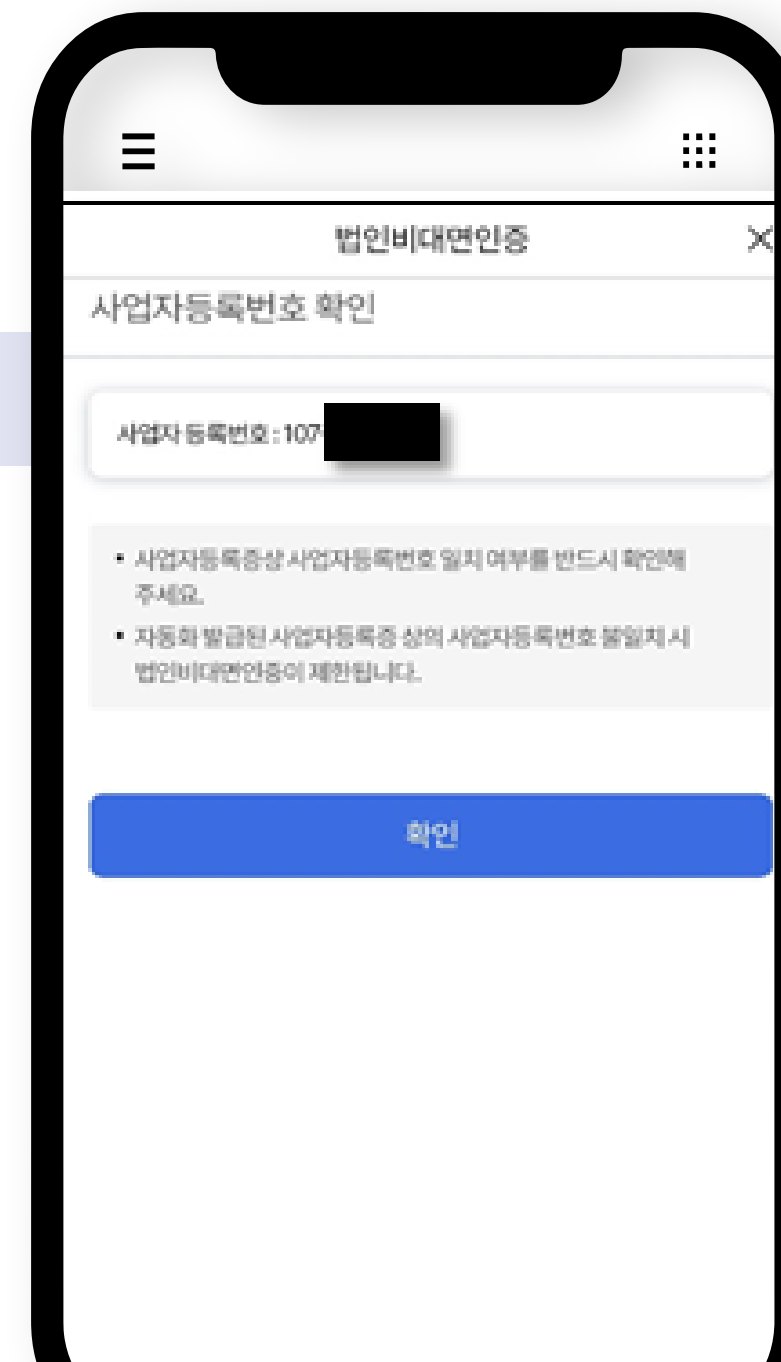 법인비대면인증
사업자등록번호 확인
사업자 등록번호 : 107-
• 사업자등록증상 사업자등록번호 일치 여부를 반드시 확인해
주세요.
• 자동화 발급된 사업자등록증 상의 사업자등록번호 불일치 시
법인비대면인증이 제한됩니다.
확인